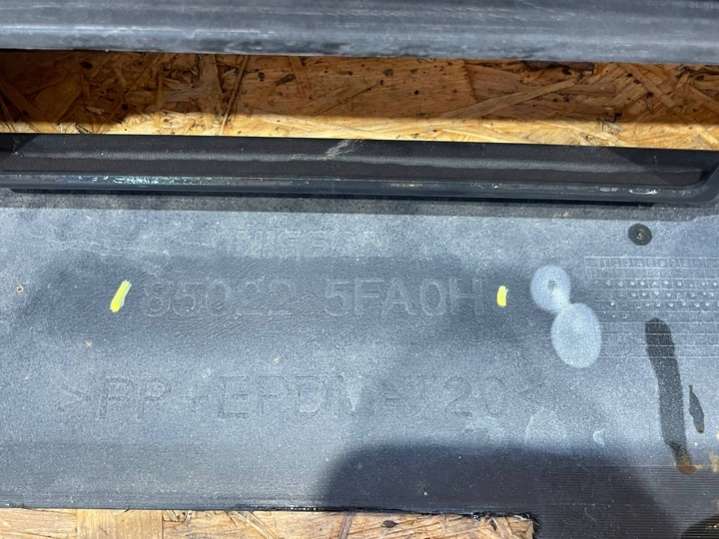 NISSAN
85022 5FA0H
>PP+EPDM-T20<